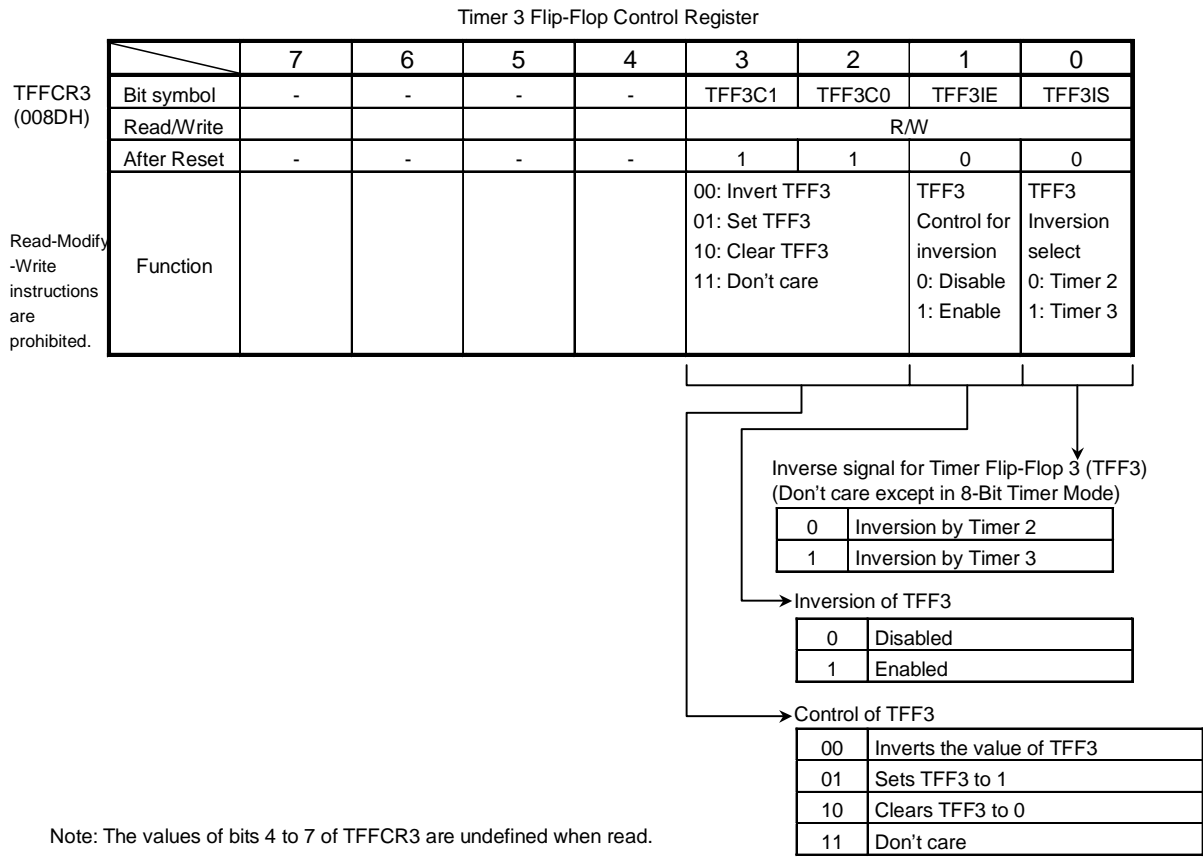 Timer 3 Flip-Flop Control Register
7 6 5 4 3 2 1 0
TFFCR3
(008DH)
Bit symbol - - - - TFF3C1 TFF3C0 TFF3IE TFF3IS
Read/Write R/W
After Reset - - - - 1 1 0 0
Read-Modify
-Write
instructions
are
prohibited.
Function
00: Invert TFF3
01: Set TFF3
10: Clear TFF3
11: Don't care
TFF3
Control for
inversion
0: Disable
1: Enable
TFF3
Inversion
select
0: Timer 2
1: Timer 3
Inverse signal for Timer Flip-Flop 3 (TFF3)
(Don't care except in 8-Bit Timer Mode)
0 Inversion by Timer 2
1 Inversion by Timer 3
Inversion of TFF3
0 Disabled
1 Enabled
Control of TFF3
00 Inverts the value of TFF3
01 Sets TFF3 to 1
10 Clears TFF3 to 0
11 Don't care
Note: The values of bits 4 to 7 of TFFCR3 are undefined when read.